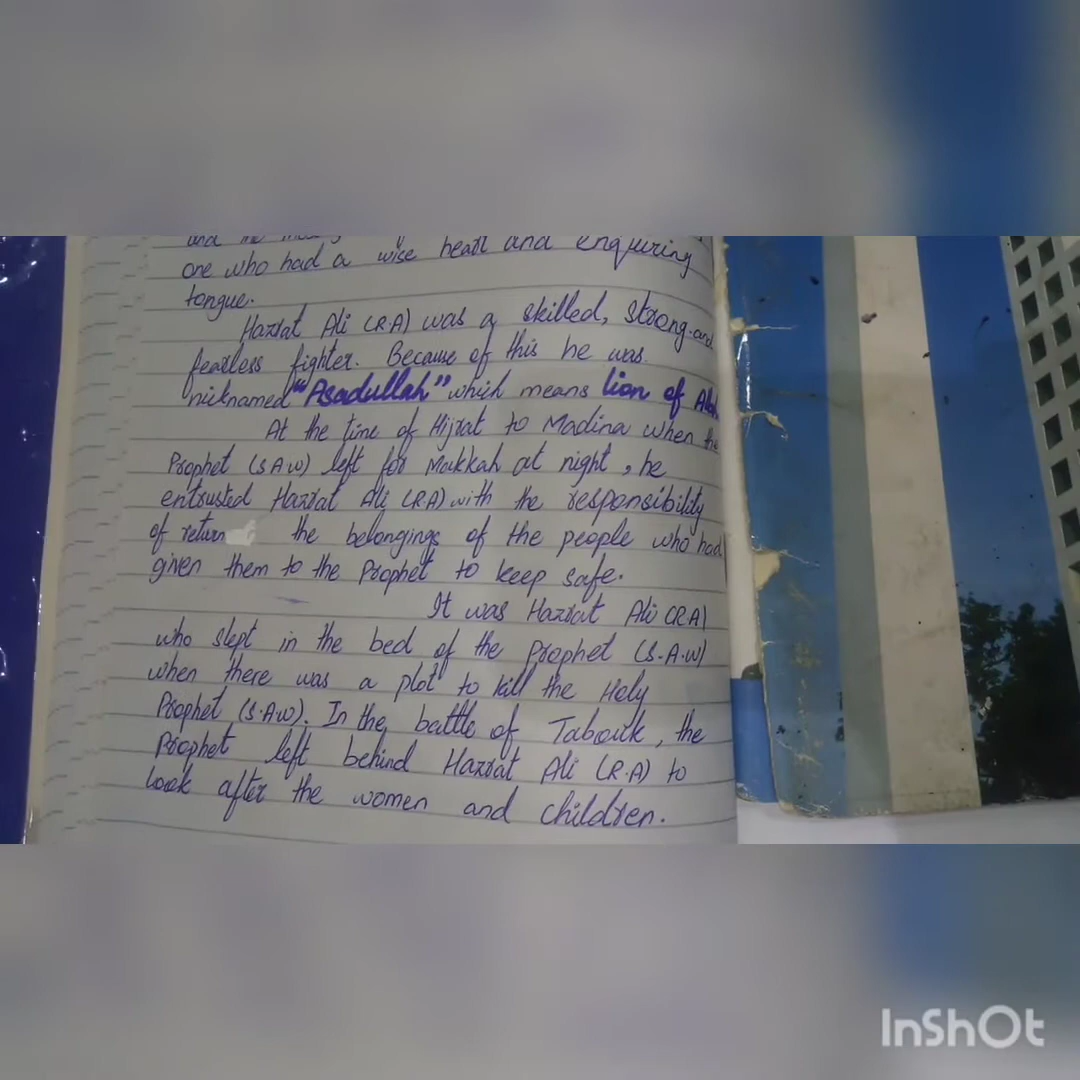 one who had a wise heart and enquiring
tongue.
Hazrat Ali (R.A) was a skilled, strong and
fearless fighter. Because of this he was
nicknamed "Asadullah" which means lion of Allah
At the time of Hijrat to Madina when the
Prophet (S.A.W) left for Makkah at night, he
entrusted Hazrat Ali (R.A) with the responsibility
of return the belongings of the people who had
given them to the Prophet to keep safe.
It was Hazrat Ali (R.A)
who slept in the bed of the Prophet (S.A.W)
when there was a plot to kill the Holy
Prophet (S.A.W). In the battle of Tabouk, the
Prophet left behind Hazrat Ali (R.A) to
look after the women and children.
InShOt